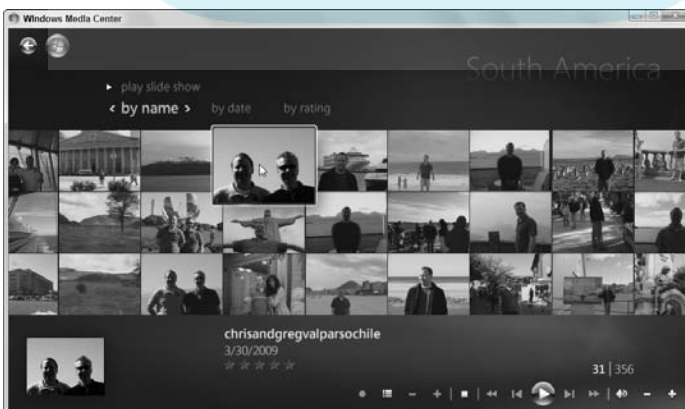 Windows Media Center
South America
play slide show
by name
by date
by rating
chrisandgregvalparsochile
3/30/2009
31 | 356